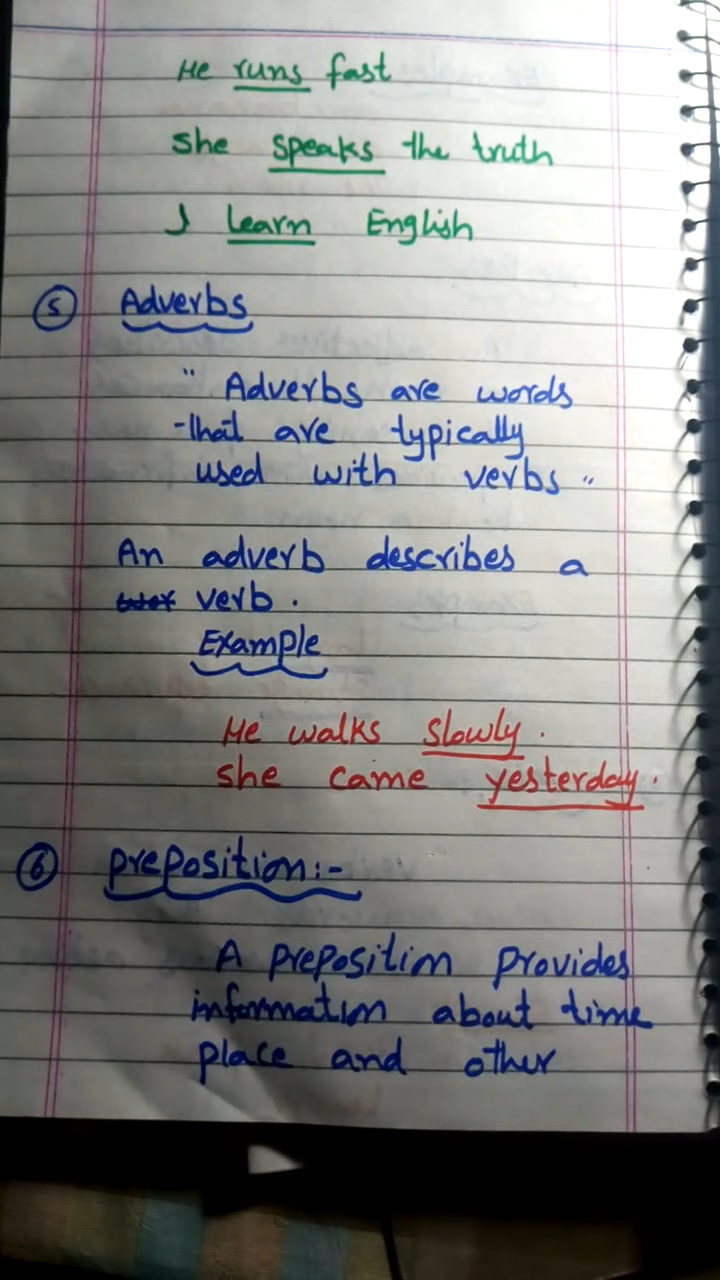 He runs fast
She speaks the truth
I learn English
5 Adverbs
" Adverbs are words
that are typically
used with verbs "
An adverb describes a
verb.
Example
He walks slowly.
She came yesterday.
6 Preposition:-
A preposition provides
information about time
place and other